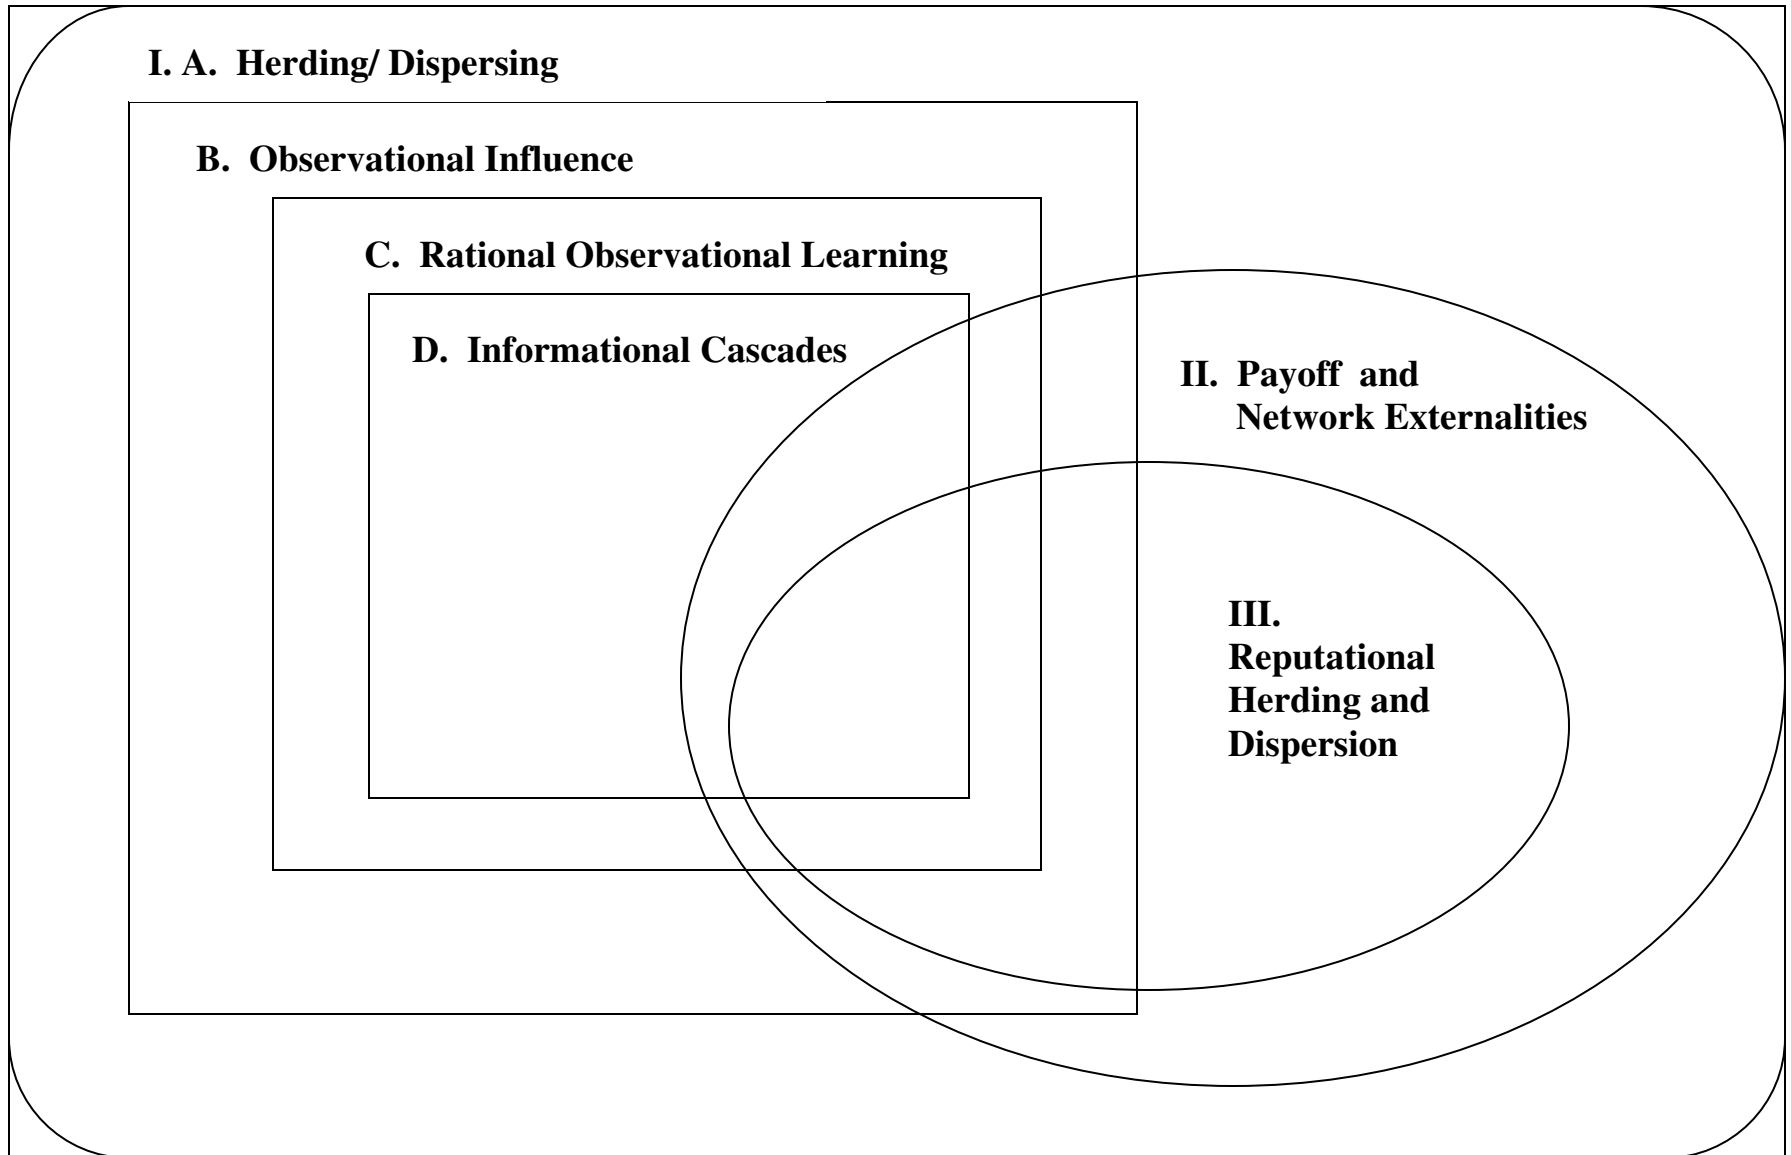 I. A. Herding/ Dispersing
B. Observational Influence
C. Rational Observational Learning
D. Informational Cascades
II. Payoff and
Network Externalities
III.
Reputational
Herding and
Dispersion